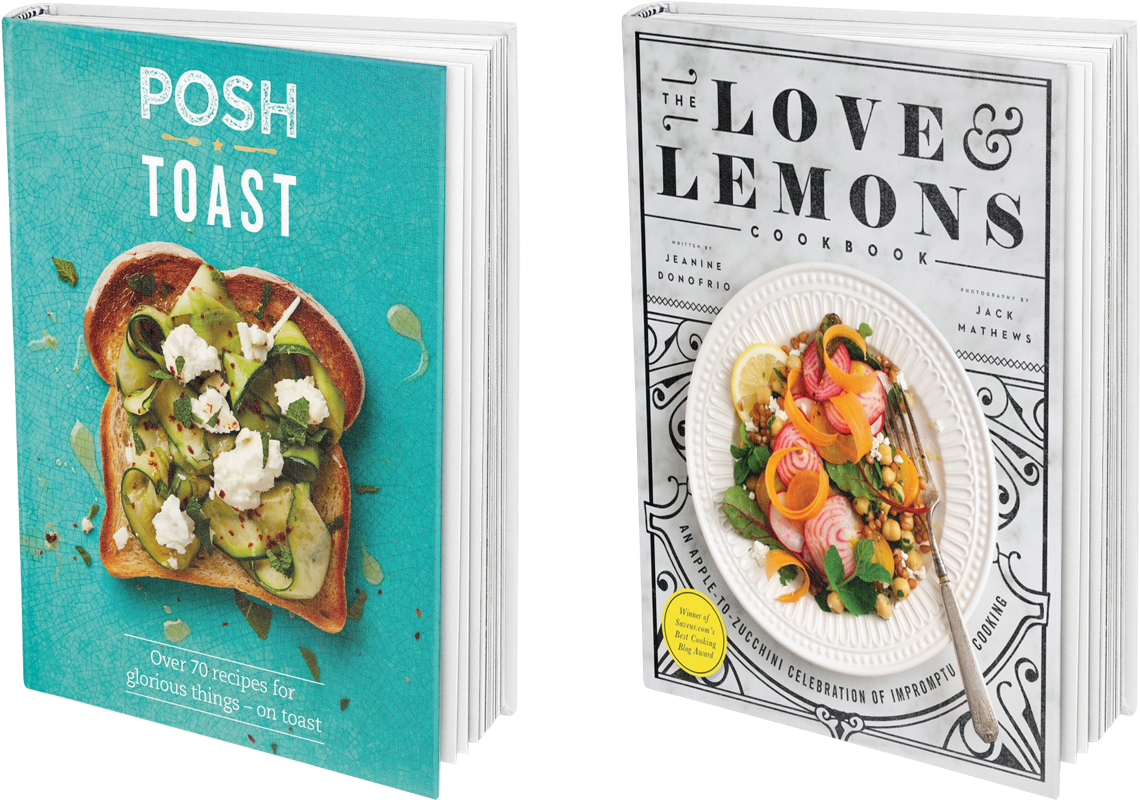 POSH
TOAST
Over 70 recipes for
glorious things – on toast
THE
LOVE &
LEMONS
COOKBOOK
WRITTEN BY
JEANINE
DONOFRIO
PHOTOGRAPHY BY
JACK
MATHEWS
AN APPLE-TO-ZUCCHINI CELEBRATION OF IMPROMPTU COOKING
Winner of
Saveur.com's
Best Cooking
Blog Award